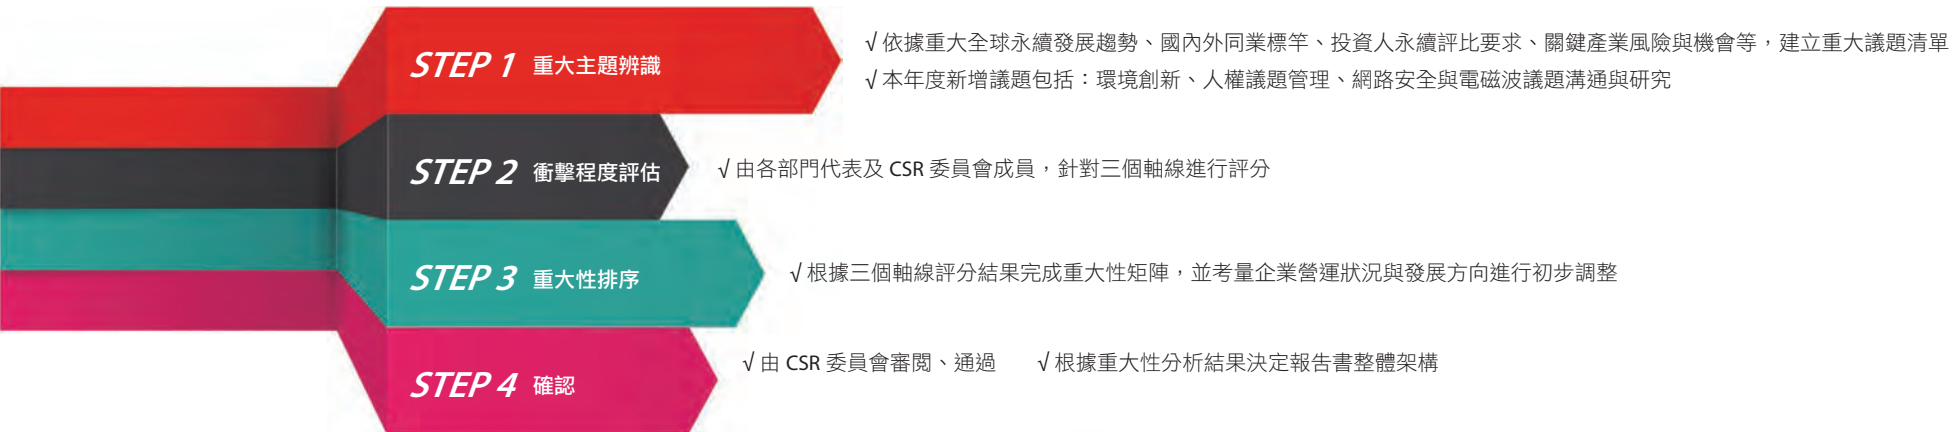 STEP 1 重大主題辨識
√ 依據重大全球永續發展趨勢、國內外同業標竿、投資人永續評比要求、關鍵產業風險與機會等，建立重大議題清單
√ 本年度新增議題包括：環境創新、人權議題管理、網路安全與電磁波議題溝通與研究
STEP 2 衝擊程度評估
√ 由各部門代表及 CSR 委員會成員，針對三個軸線進行評分
STEP 3 重大性排序
√ 根據三個軸線評分結果完成重大性矩陣，並考量企業營運狀況與發展方向進行初步調整
STEP 4 確認
√ 由 CSR 委員會審閱、通過 √ 根據重大性分析結果決定報告書整體架構